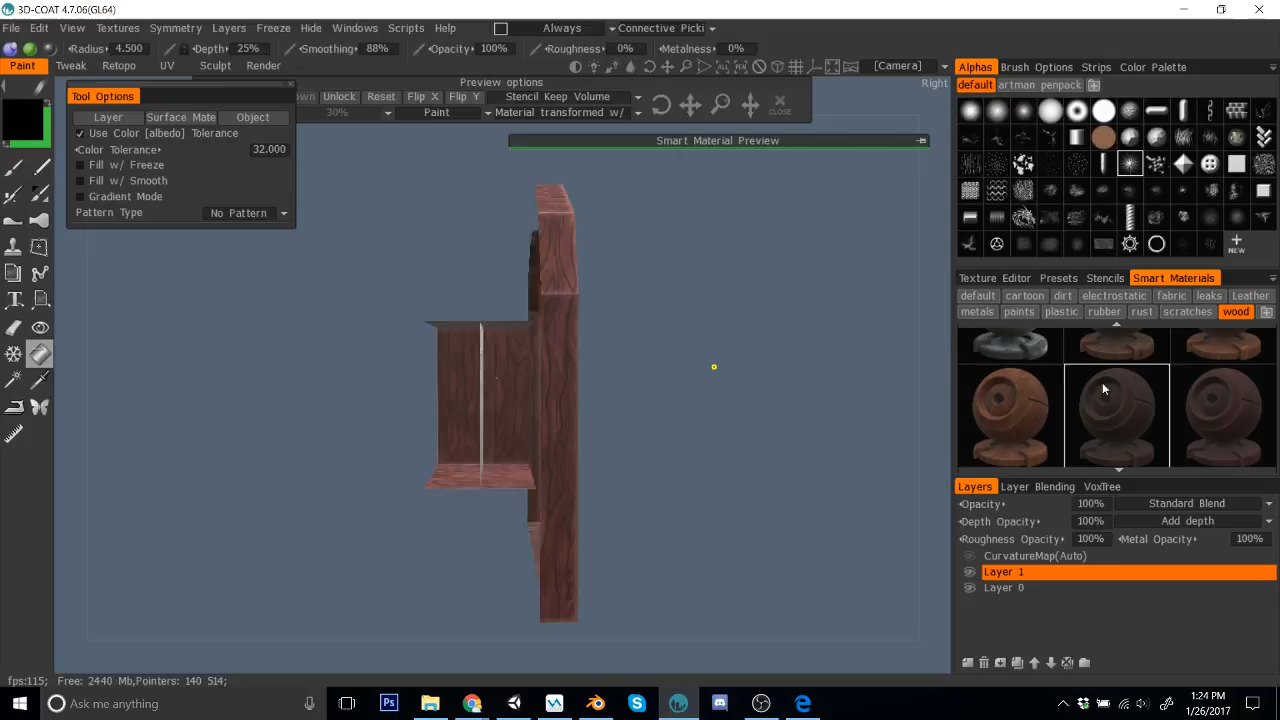 3D-COAT 4.7.06(GL64)
File Edit View Textures Symmetry Layers Freeze Hide Windows Scripts Help Always Connective Picki
Radius 4.500 Depth 25% Smoothing 88% Opacity 100% Roughness 0% Metalness 0%
Paint Tweak Retopo UV Sculpt Render [Camera]
Preview options
Right
Tool Options
own Unlock Reset Flip X Flip Y Stencil Keep Volume
30% Paint Material transformed w/ CLOSE
Layer Surface Mate Object
Use Color [albedo] Tolerance
Color Tolerance 32.000
Fill w/ Freeze
Fill w/ Smooth
Gradient Mode
Pattern Type No Pattern
Smart Material Preview
Alphas Brush Options Strips Color Palette
default artman penpack
NEW
Texture Editor Presets Stencils Smart Materials
default cartoon dirt electrostatic fabric leaks Leather
metals paints plastic rubber rust scratches wood
Layers Layer Blending VoxTree
Opacity 100% Standard Blend
Depth Opacity 100% Add depth
Roughness Opacity 100% Metal Opacity 100%
CurvatureMap(Auto)
Layer 1
Layer 0
fps:115; Free: 2440 Mb,Pointers: 140 514;
Ask me anything
1:24 PM
1/26/2017